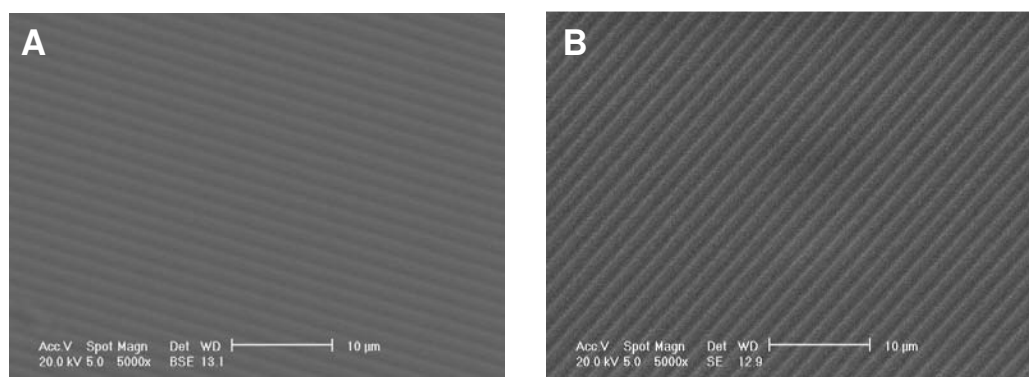 A
Acc.V Spot Magn Det WD 10 µm
20.0 kV 5.0 5000x BSE 13.1
B
Acc.V Spot Magn Det WD 10 µm
20.0 kV 5.0 5000x SE 12.9